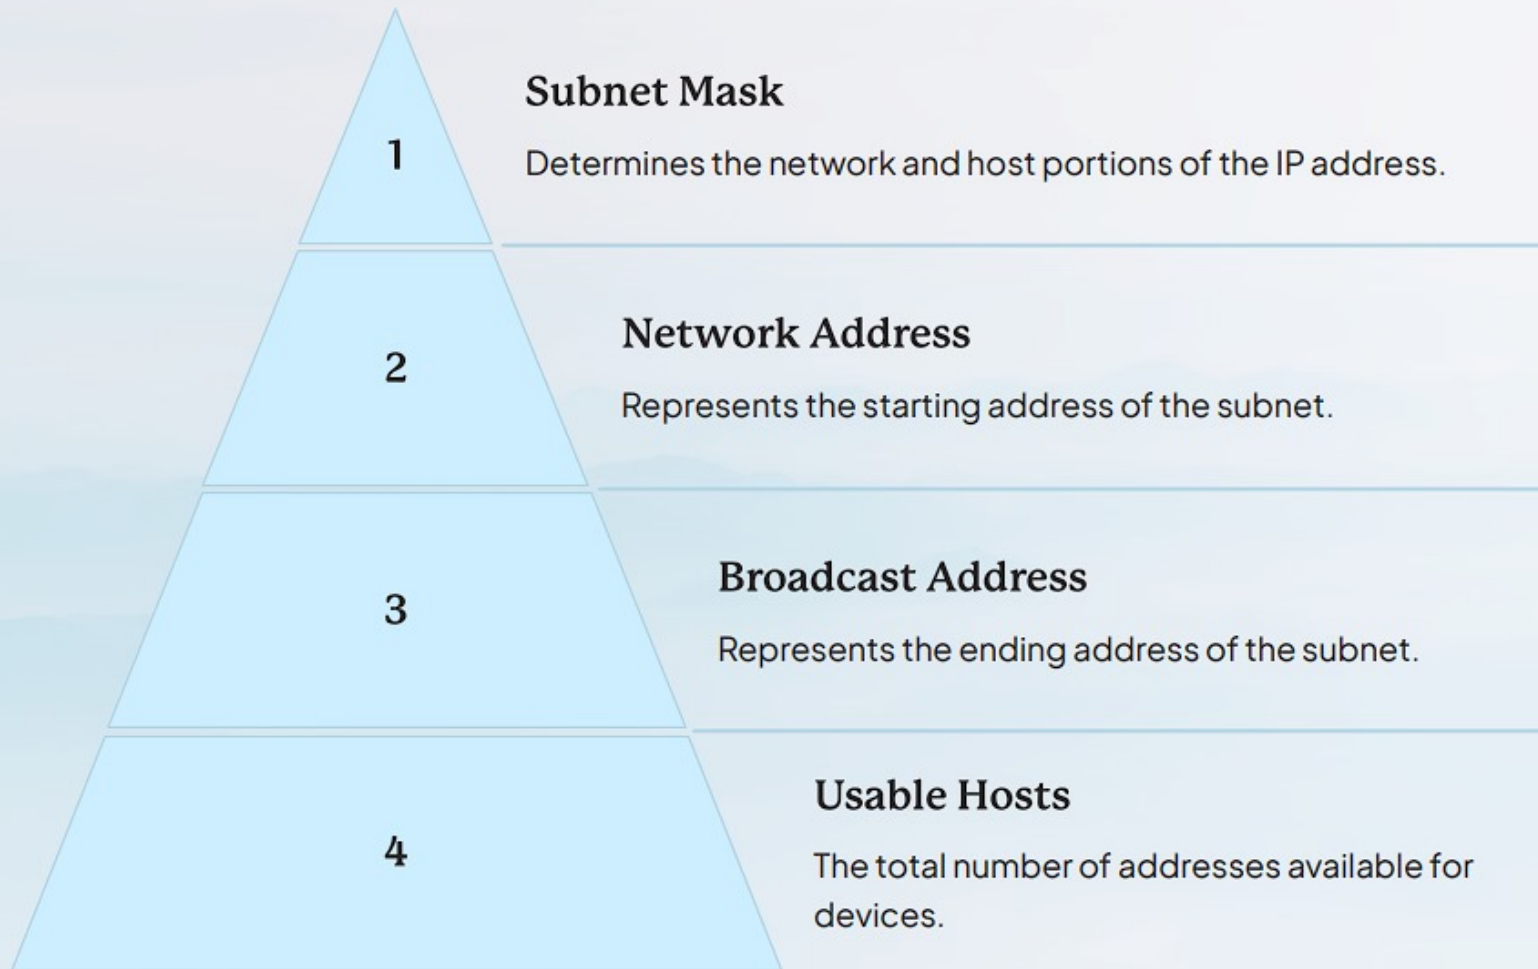 1
Subnet Mask
Determines the network and host portions of the IP address.
2
Network Address
Represents the starting address of the subnet.
3
Broadcast Address
Represents the ending address of the subnet.
4
Usable Hosts
The total number of addresses available for
devices.